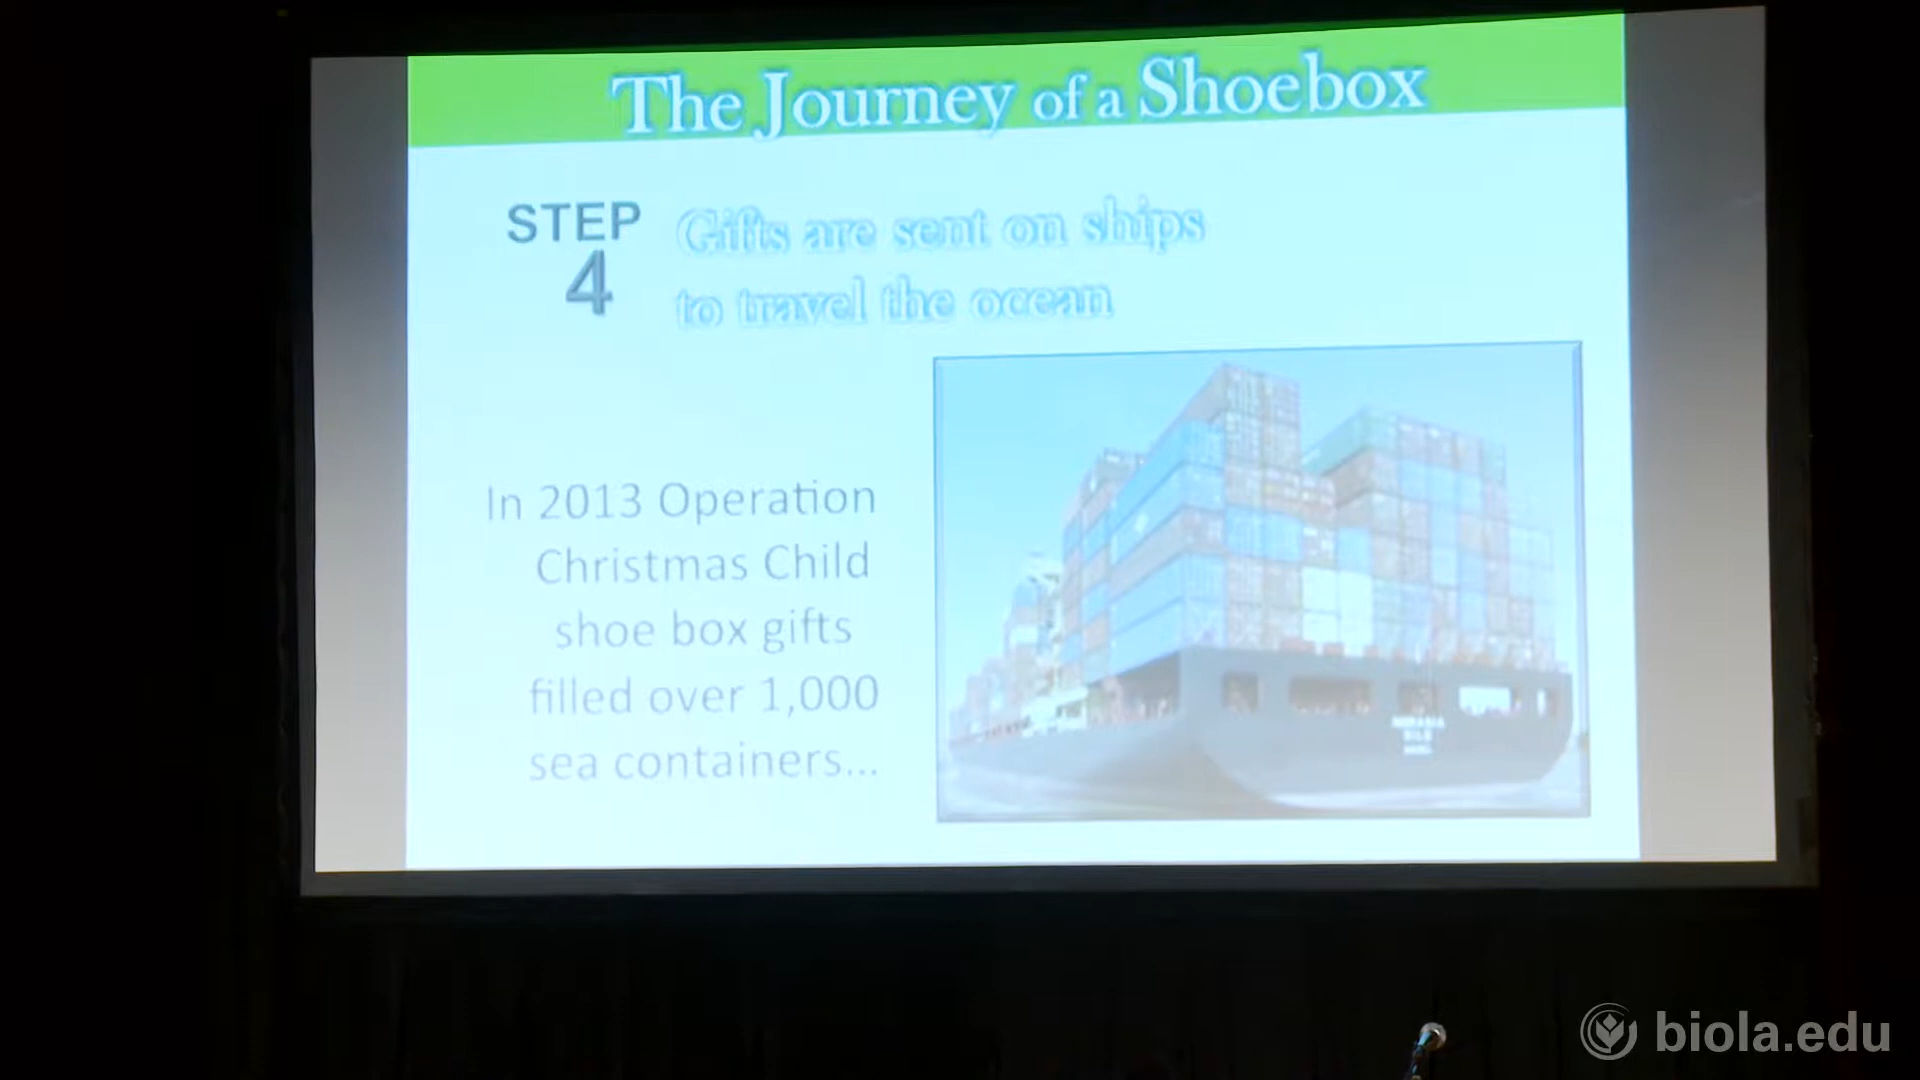 The Journey of a Shoebox
STEP
4
Gifts are sent on ships
to travel the ocean
In 2013 Operation
Christmas Child
shoe box gifts
filled over 1,000
sea containers...
biola.edu